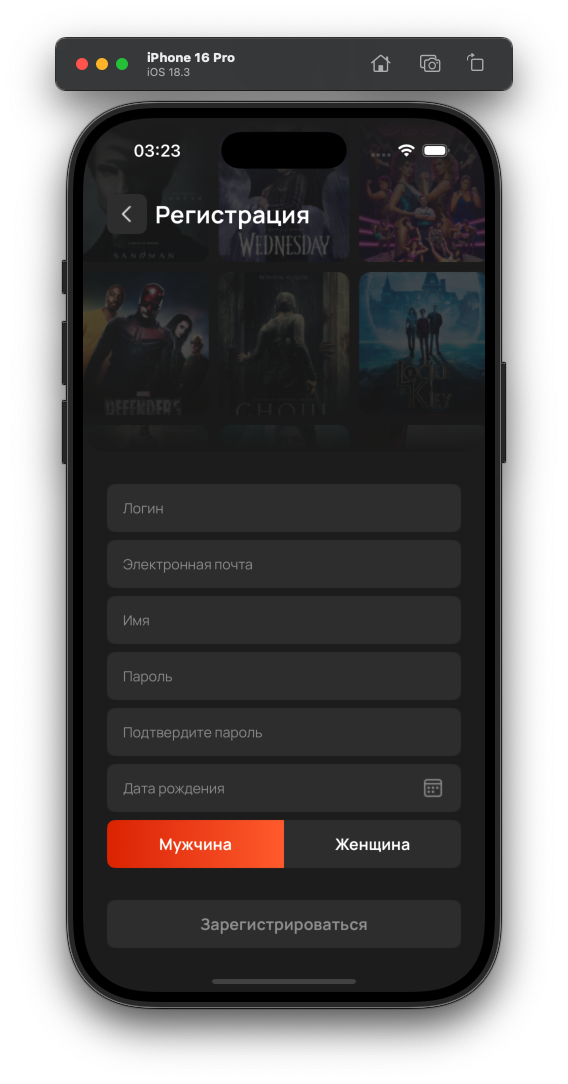 iPhone 16 Pro
iOS 18.3
03:23
Регистрация
SANDMAN
WEDNESDAY
MARVEL
DEFENDERS
GHOUL
Locke
Key
Логин
Электронная почта
Имя
Пароль
Подтвердите пароль
Дата рождения
Мужчина Женщина
Зарегистрироваться